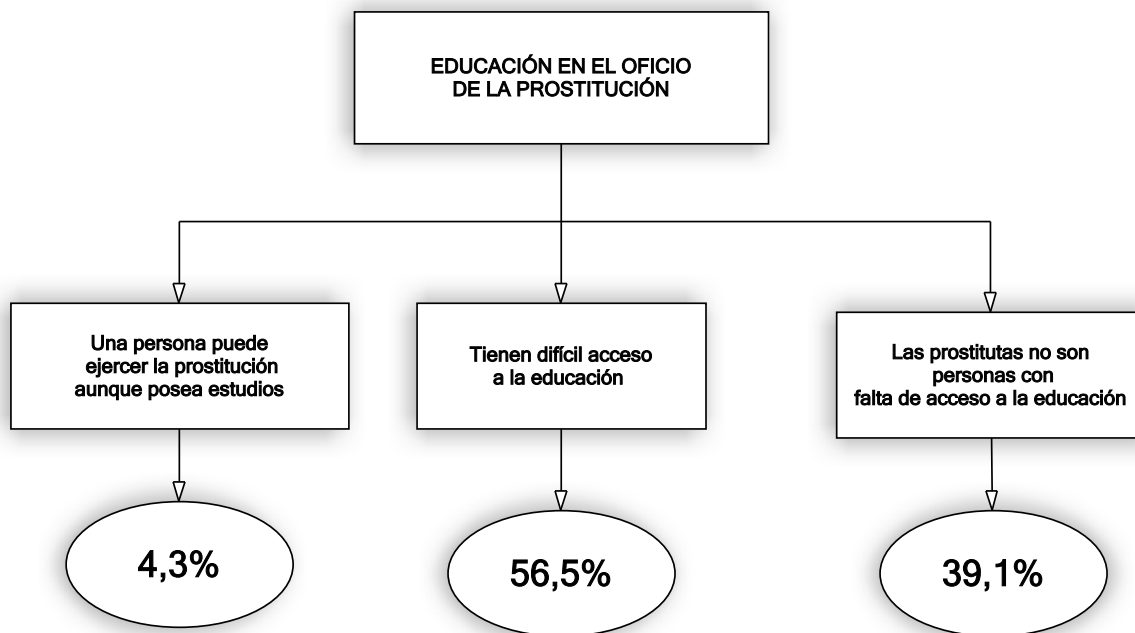 EDUCACIÓN EN EL OFICIO
DE LA PROSTITUCIÓN
Una persona puede
ejercer la prostitución
aunque posea estudios
Tienen difícil acceso
a la educación
Las prostitutas no son
personas con
falta de acceso a la educación
4,3%
56,5%
39,1%